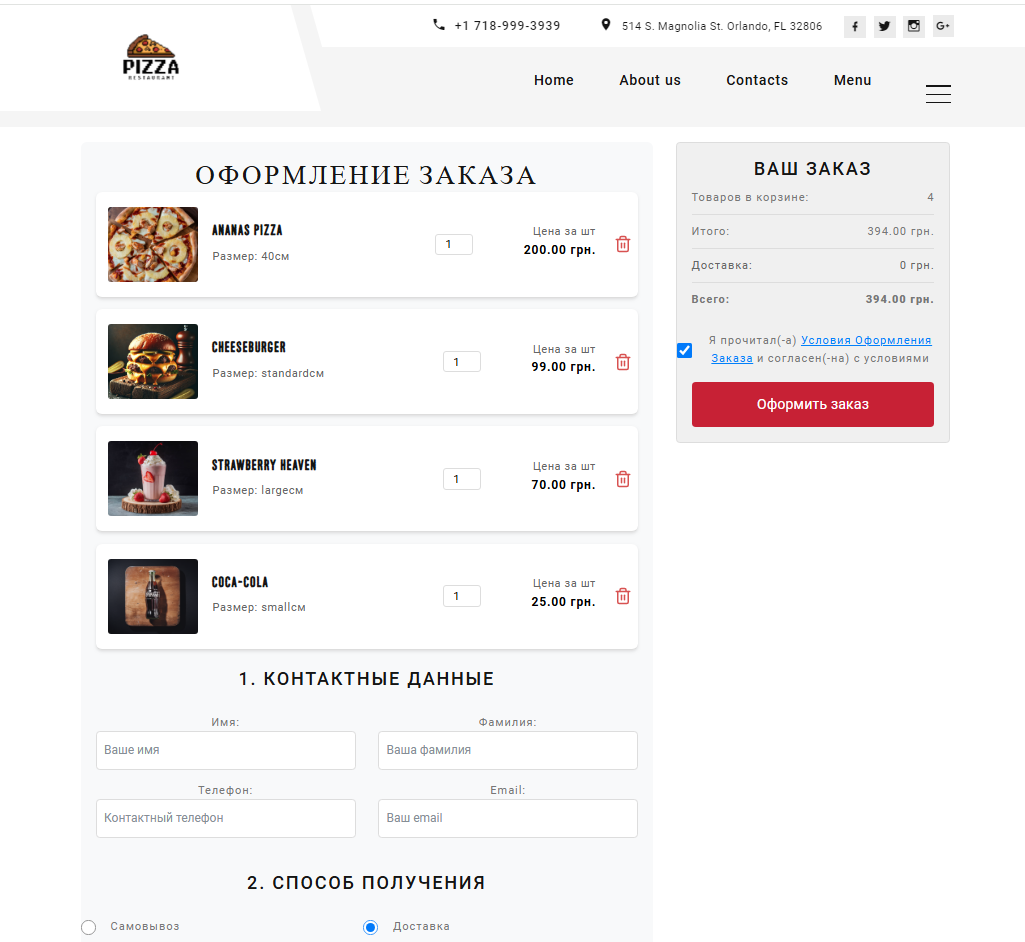 +1 718-999-3939
514 S. Magnolia St. Orlando, FL 32806
G+
PIZZA
RESTAURANT
Home
About us
Contacts
Menu
ОФОРМЛЕНИЕ ЗАКАЗА
ANANAS PIZZA
Размер: 40см
1
Цена за шт
200.00 грн.
CHEESEBURGER
Размер: standardсм
1
Цена за шт
99.00 грн.
STRAWBERRY HEAVEN
Размер: largeсм
1
Цена за шт
70.00 грн.
COCA-COLA
Размер: smallсм
1
Цена за шт
25.00 грн.
1. КОНТАКТНЫЕ ДАННЫЕ
Имя:
Ваше имя
Фамилия:
Ваша фамилия
Телефон:
Контактный телефон
Email:
Ваш email
2. СПОСОБ ПОЛУЧЕНИЯ
Самовывоз
Доставка
ВАШ ЗАКАЗ
Товаров в корзине: 4
Итого: 394.00 грн.
Доставка: 0 грн.
Всего: 394.00 грн.
Я прочитал(-а) Условия Оформления
Заказа и согласен(-на) с условиями
Оформить заказ